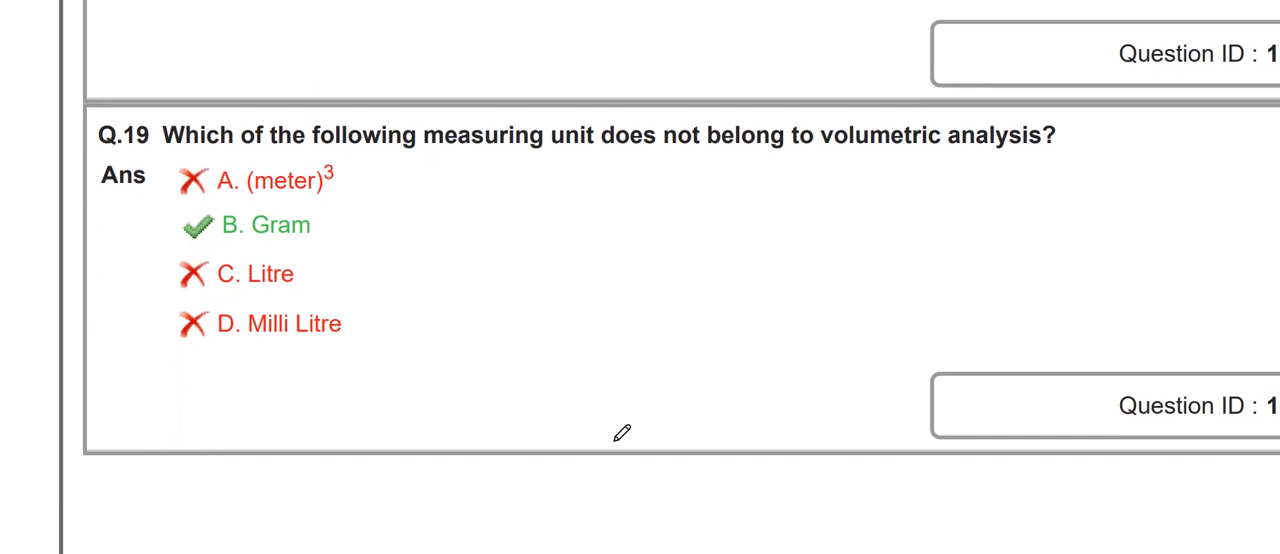 Question ID : 1
Q.19 Which of the following measuring unit does not belong to volumetric analysis?
Ans A. (meter)³
B. Gram
C. Litre
D. Milli Litre
Question ID : 1